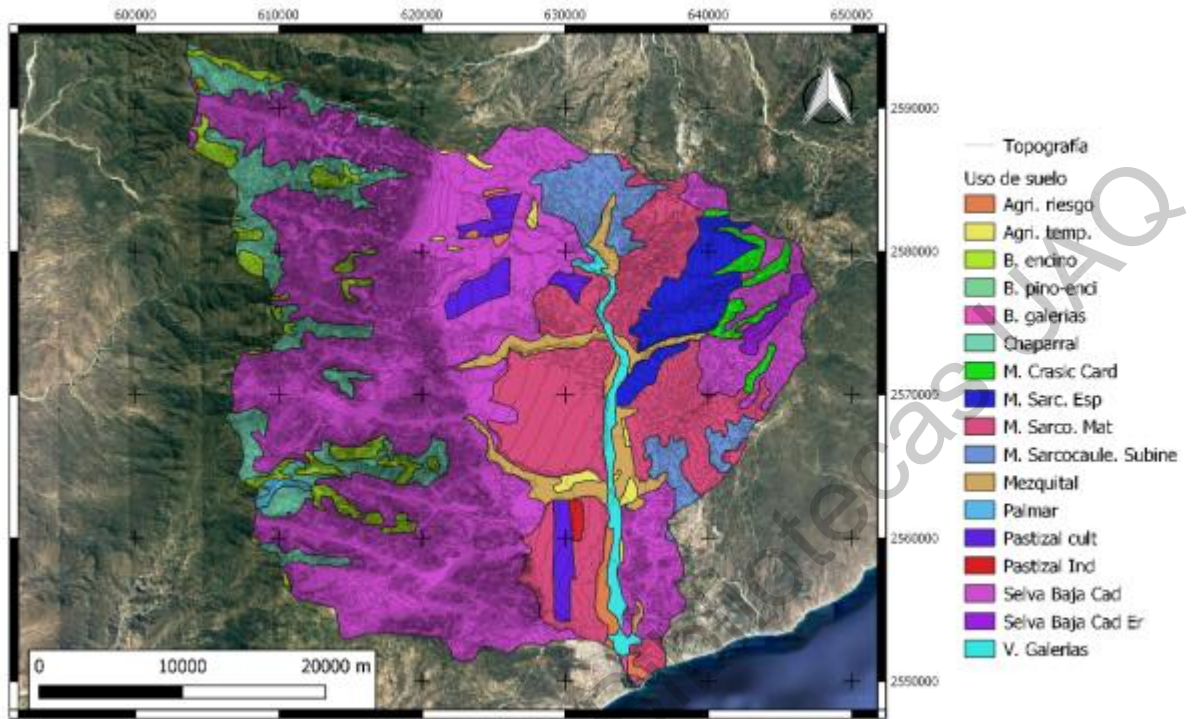 600000 610000 620000 630000 640000 650000
2590000
2580000
2570000
2560000
2550000
0 10000 20000 m
Topografía
Uso de suelo
Agri. riesgo
Agri. temp.
B. encino
B. pino-enci
B. galerias
Chaparral
M. Crasic Card
M. Sarc. Esp
M. Sarco. Mat
M. Sarcocaule. Subine
Mezquital
Palmar
Pastizal cult
Pastizal Ind
Selva Baja Cad
Selva Baja Cad Er
V. Galerias
UAQ